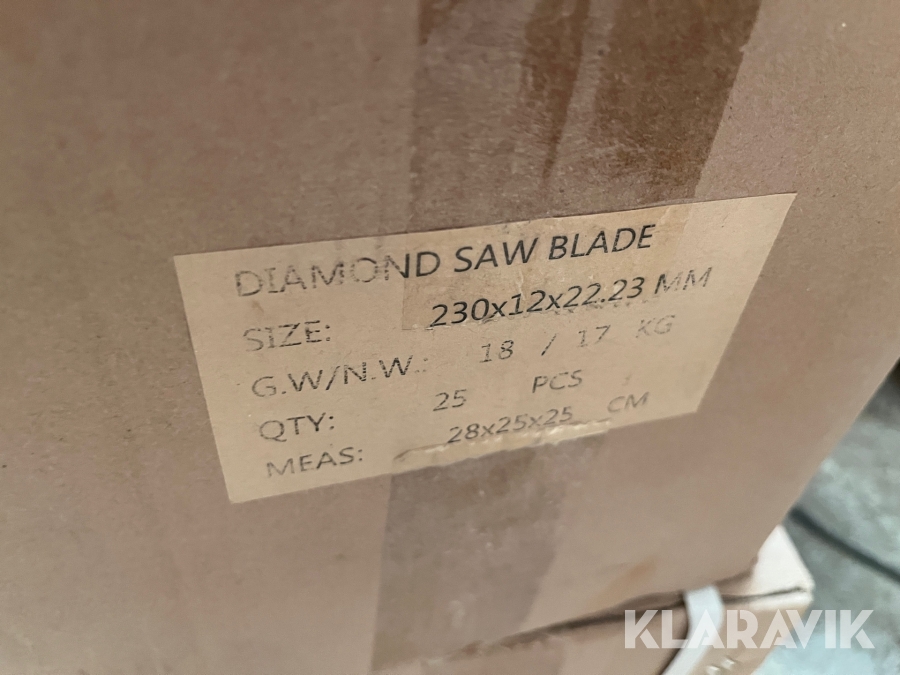 DIAMOND SAW BLADE
SIZE: 230x12x22.23 MM
G.W/N.W.: 18 / 17 KG
QTY: 25 PCS
MEAS: 28x25x25 CM
KLARAVIK